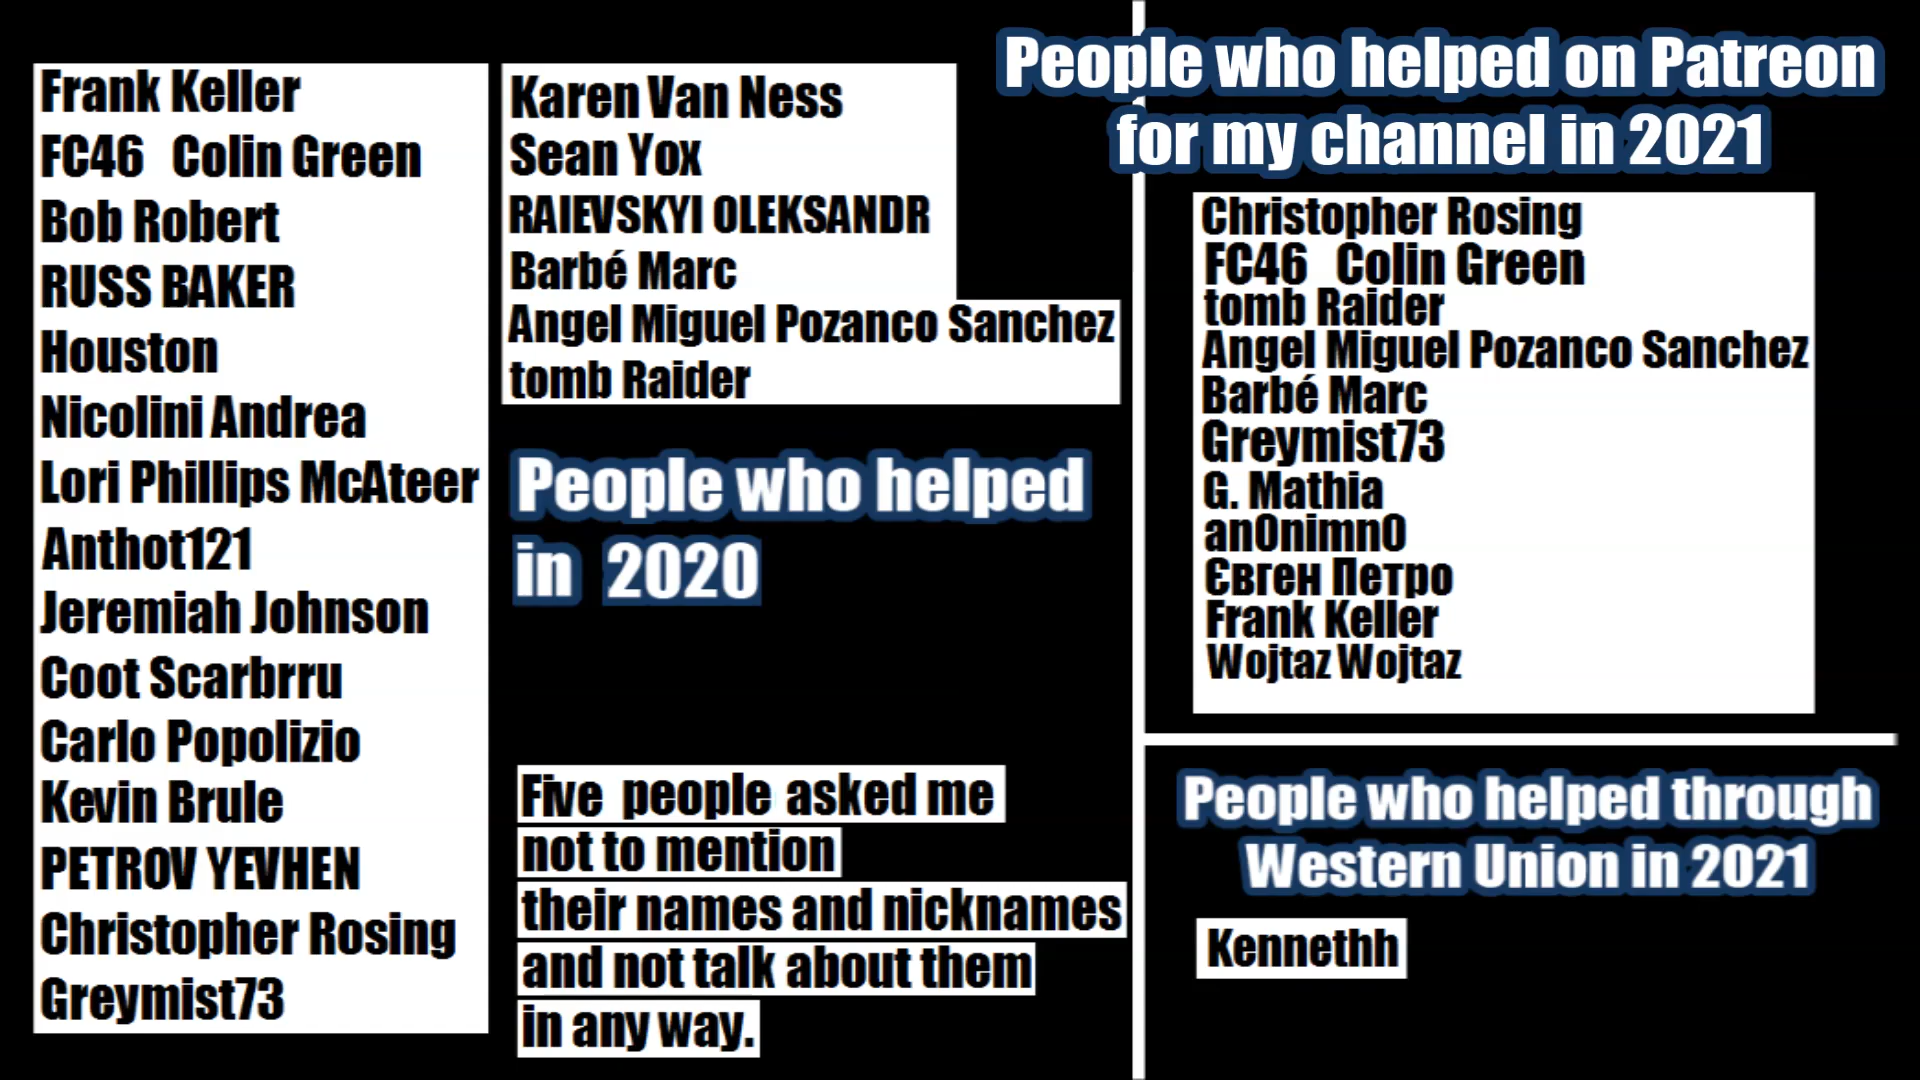 Frank Keller
FC46 Colin Green
Bob Robert
RUSS BAKER
Houston
Nicolini Andrea
Lori Phillips McAteer
Anthot121
Jeremiah Johnson
Coot Scarbrru
Carlo Popolizio
Kevin Brule
PETROV YEVHEN
Christopher Rosing
Greymist73
Karen Van Ness
Sean Yox
RAIEVSKYI OLEKSANDR
Barbé Marc
Angel Miguel Pozanco Sanchez
tomb Raider
People who helped
in 2020
Five people asked me
not to mention
their names and nicknames
and not talk about them
in any way.
People who helped on Patreon
for my channel in 2021
Christopher Rosing
FC46 Colin Green
tomb Raider
Angel Miguel Pozanco Sanchez
Barbé Marc
Greymist73
G. Mathia
an0nimn0
Євген Петро
Frank Keller
Wojtaz Wojtaz
People who helped through
Western Union in 2021
Kennethh